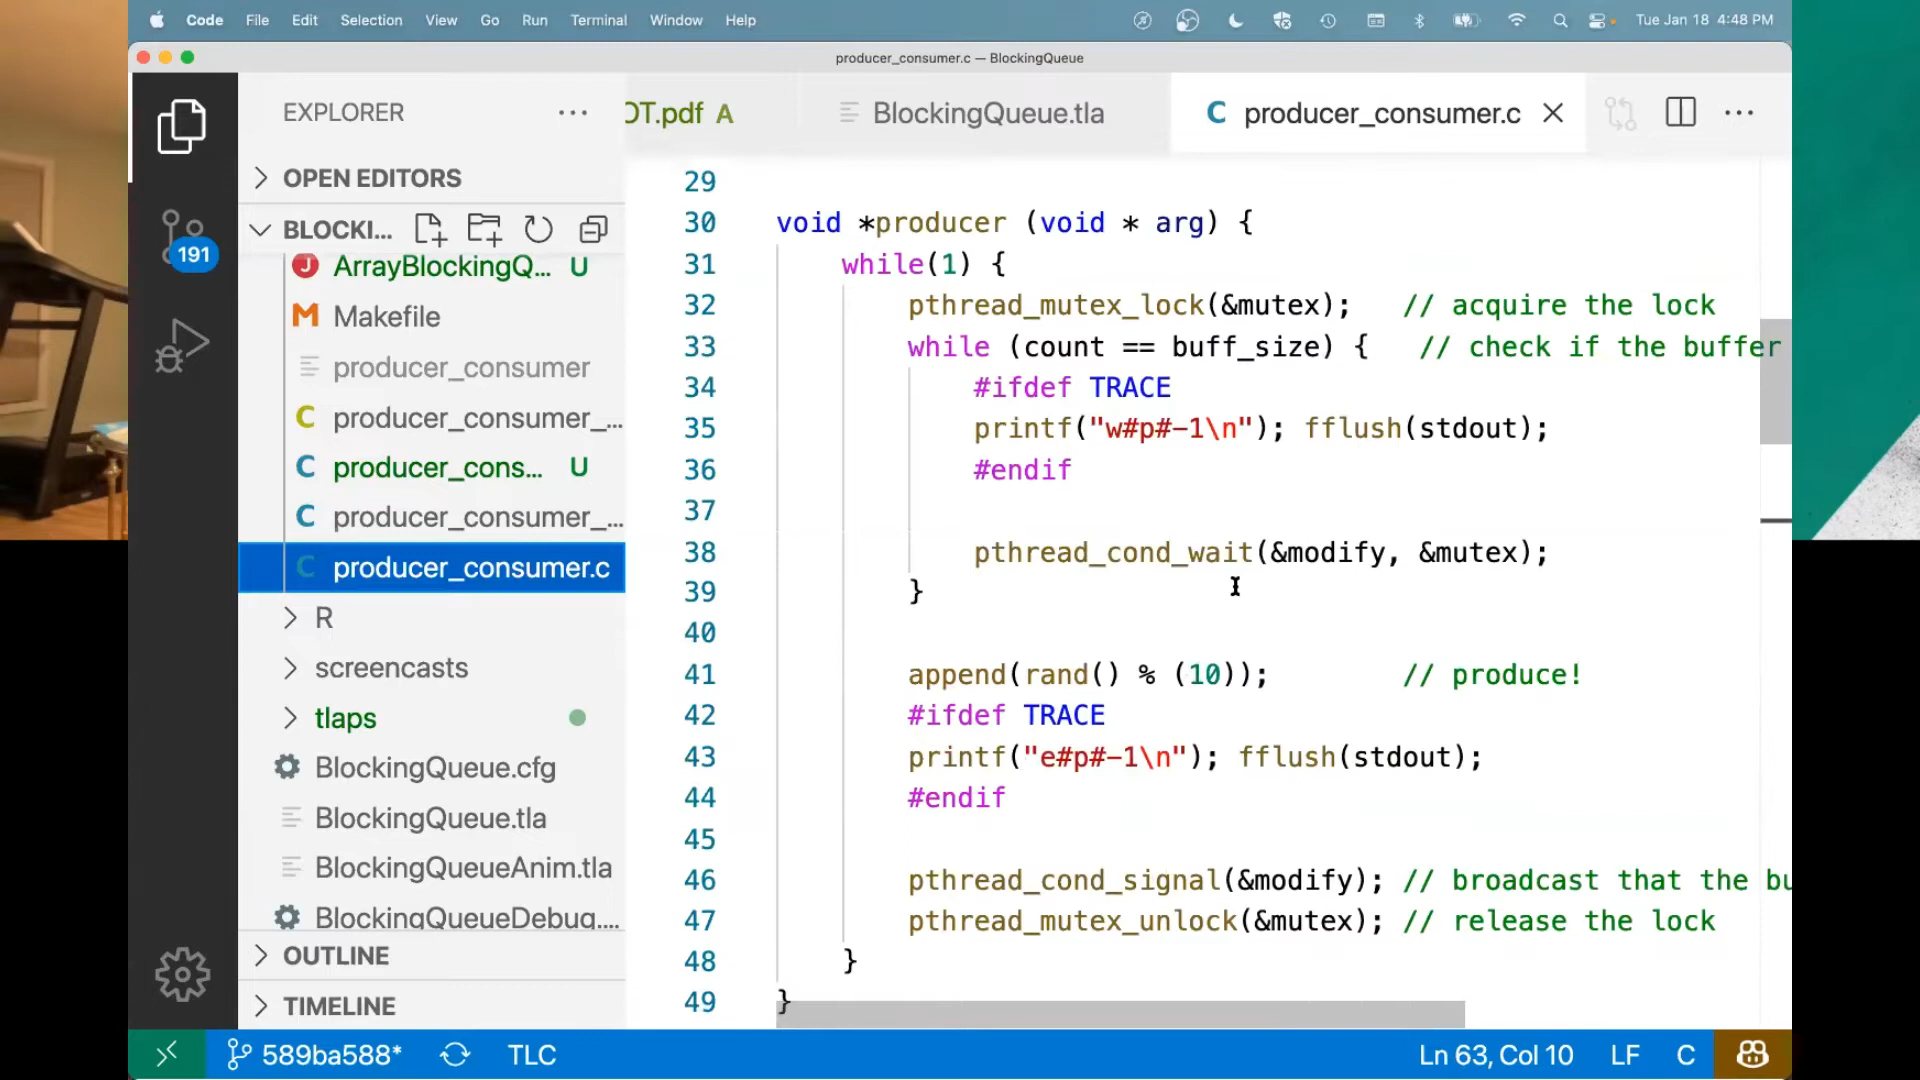 Code File Edit Selection View Go Run Terminal Window Help Tue Jan 18 4:48 PM
producer_consumer.c — BlockingQueue
EXPLORER
OT.pdf A
BlockingQueue.tla
C producer_consumer.c
OPEN EDITORS
BLOCKI...
ArrayBlockingQ... U
M Makefile
producer_consumer
C producer_consumer_...
C producer_cons... U
C producer_consumer_...
C producer_consumer.c
R
screencasts
tlaps
BlockingQueue.cfg
BlockingQueue.tla
BlockingQueueAnim.tla
BlockingQueueDebug....
OUTLINE
TIMELINE
191
29
30 void *producer (void * arg) {
31 while(1) {
32 pthread_mutex_lock(&mutex); // acquire the lock
33 while (count == buff_size) { // check if the buffer
34 #ifdef TRACE
35 printf("w#p#-1\n"); fflush(stdout);
36 #endif
37
38 pthread_cond_wait(&modify, &mutex);
39 }
40
41 append(rand() % (10)); // produce!
42 #ifdef TRACE
43 printf("e#p#-1\n"); fflush(stdout);
44 #endif
45
46 pthread_cond_signal(&modify); // broadcast that the bu
47 pthread_mutex_unlock(&mutex); // release the lock
48 }
49 }
589ba588* TLC Ln 63, Col 10 LF C